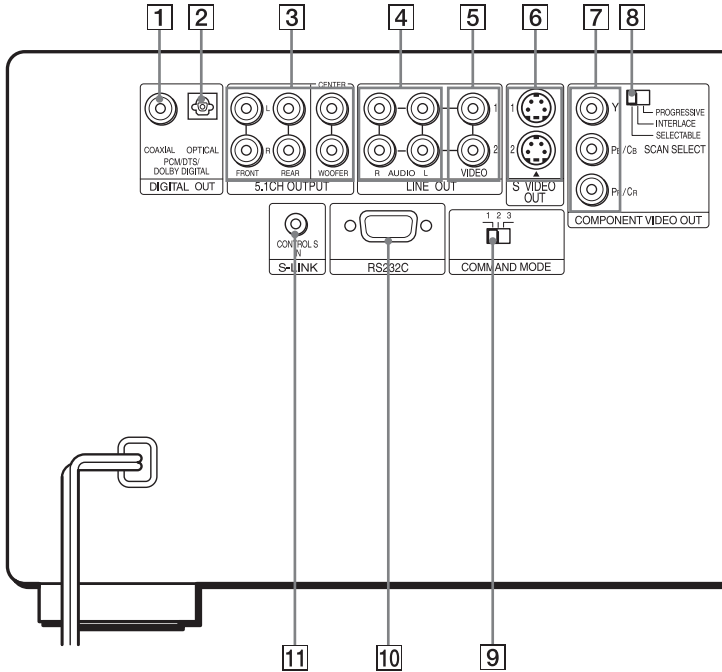 1 2 3 4 5 6 7 8
CENTER
L
R
COAXIAL OPTICAL
PCM/DTS/
DOLBY DIGITAL
DIGITAL OUT
FRONT REAR WOOFER
5.1CH OUTPUT
1
2
R AUDIO L VIDEO
LINE OUT
1
2
S VIDEO
OUT
Y
PB/CB
PR/CR
PROGRESSIVE
INTERLACE
SELECTABLE
SCAN SELECT
COMPONENT VIDEO OUT
CONTROL S
IN
S-LINK
RS232C
1 2 3
COMMAND MODE
11 10 9